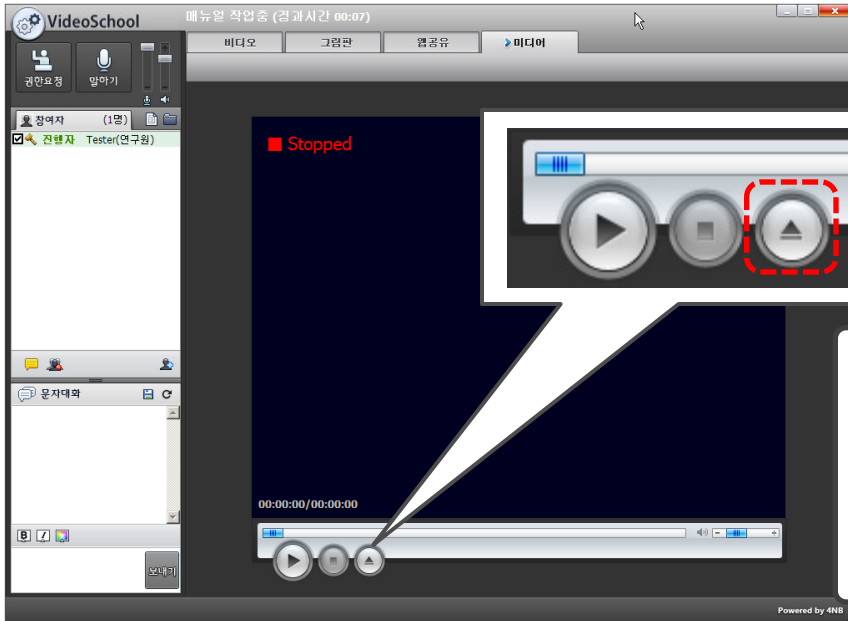 VideoSchool
매뉴얼 작업중 (경과시간 00:07)
비디오
그림판
웹공유
미디어
권한요청
말하기
참여자 (1명)
진행자 Tester(연구원)
Stopped
문자대화
00:00:00/00:00:00
B I
보내기
Powered by 4NB